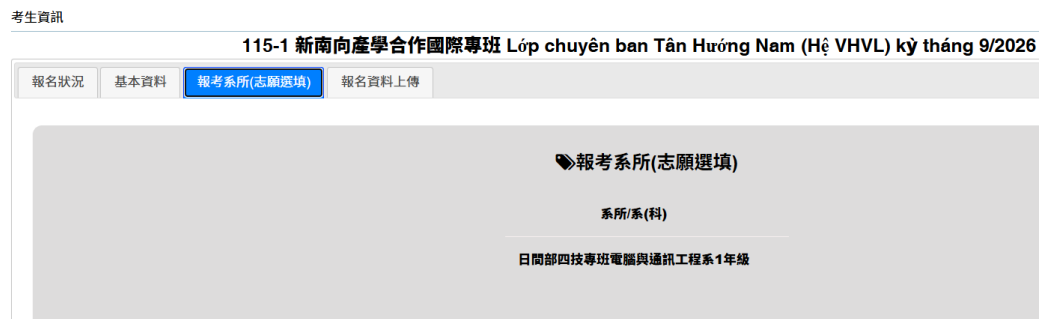 考生資訊
115-1 新南向產學合作國際專班 Lớp chuyên ban Tân Hướng Nam (Hệ VHVL) kỳ tháng 9/2026
報名狀況 基本資料 報考系所(志願選填) 報名資料上傳
報考系所(志願選填)
系所/系(科)
日間部四技專班電腦與通訊工程系1年級